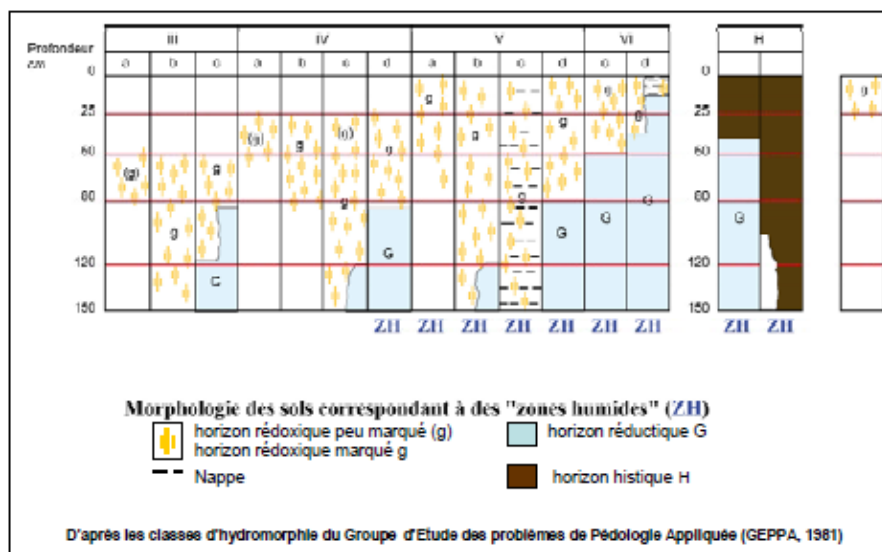 III IV V VI H
Profondeur
cm
a b c a b c d a b c d c d
0 0
g g g g
25 25
(g) g (g) g g g g
50 50
(g) g g
80 80
g g G G G G
g G
120 120
G
150 150
ZH ZH ZH ZH ZH ZH ZH ZH ZH
Morphologie des sols correspondant à des "zones humides" (ZH)
horizon rédoxique peu marqué (g) horizon réductique G
horizon rédoxique marqué g
Nappe horizon histique H
D'après les classes d'hydromorphie du Groupe d'Etude des problèmes de Pédologie Appliquée (GEPPA, 1981)